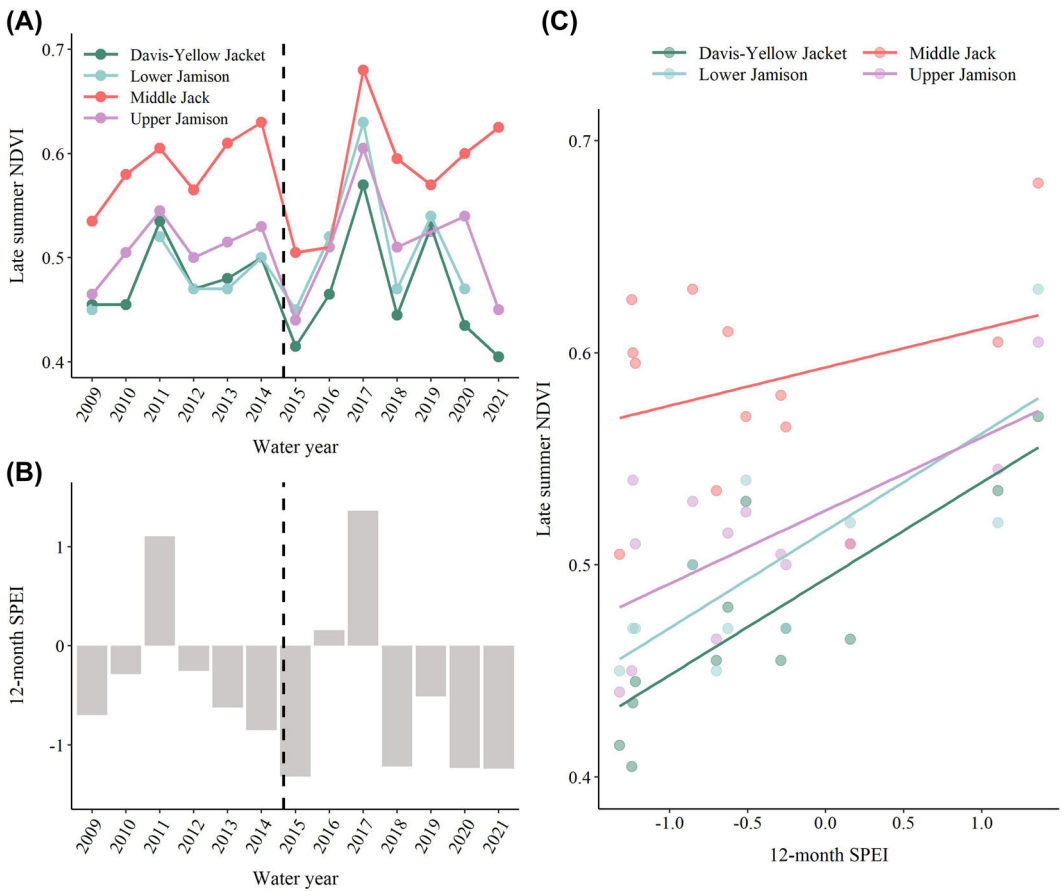 (A)
Davis-Yellow Jacket
Lower Jamison
Middle Jack
Upper Jamison
Late summer NDVI
0.7
0.6
0.5
0.4
2009
2010
2011
2012
2013
2014
2015
2016
2017
2018
2019
2020
2021
Water year
(B)
12-month SPEI
1
0
-1
2009
2010
2011
2012
2013
2014
2015
2016
2017
2018
2019
2020
2021
Water year
(C)
Davis-Yellow Jacket
Middle Jack
Lower Jamison
Upper Jamison
Late summer NDVI
0.7
0.6
0.5
0.4
-1.0
-0.5
0.0
0.5
1.0
12-month SPEI